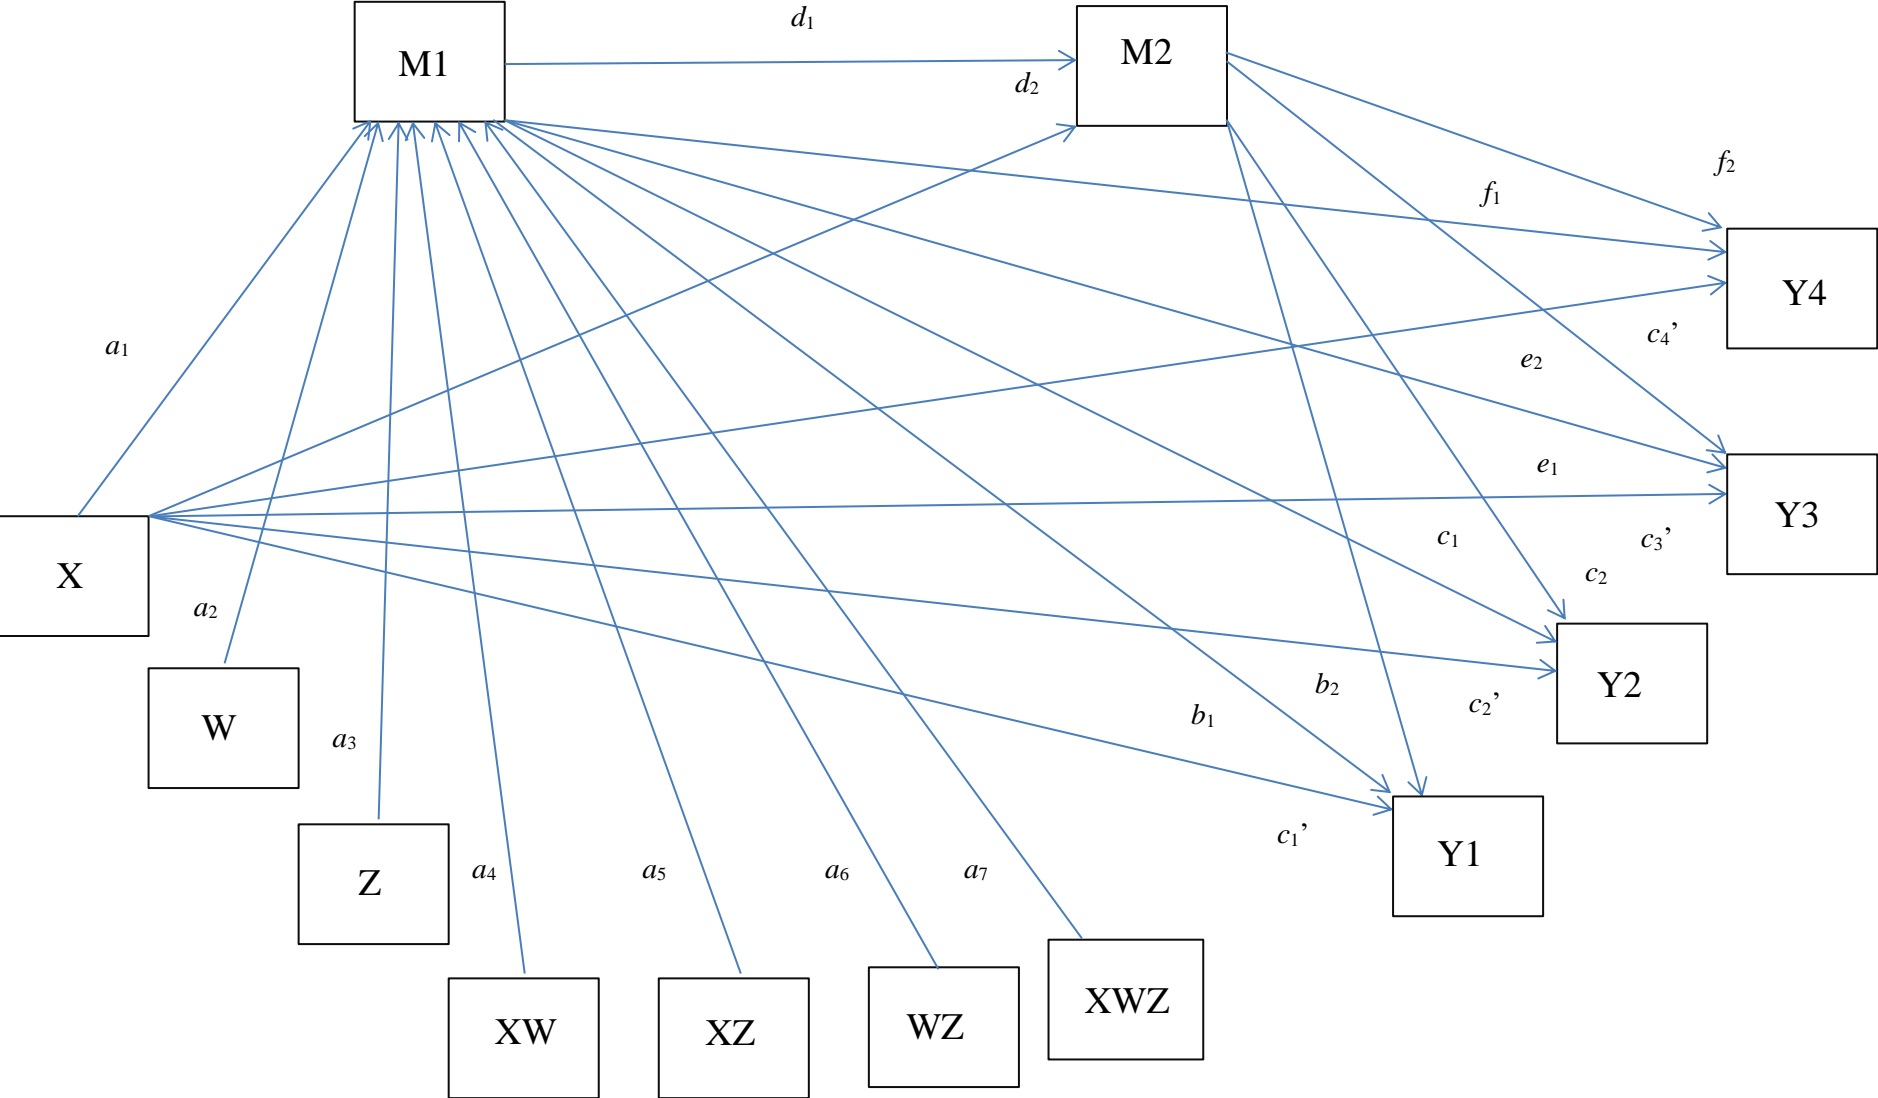 d1
M1
M2
d2
f2
f1
Y4
c4’
a1
e2
e1
Y3
c1
c3’
X
c2
a2
b2
Y2
c2’
b1
W
a3
c1’
Y1
Z
a4
a5
a6
a7
XWZ
XW
XZ
WZ